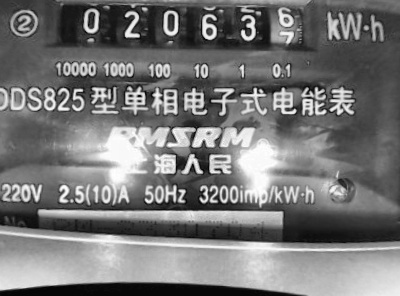 ② 0 2 0 6 3 6 7 kW·h
10000 1000 100 10 1 0.1
DDS825型单相电子式电能表
RMSRM
上海人民
220V 2.5(10)A 50Hz 3200imp/kW·h
No